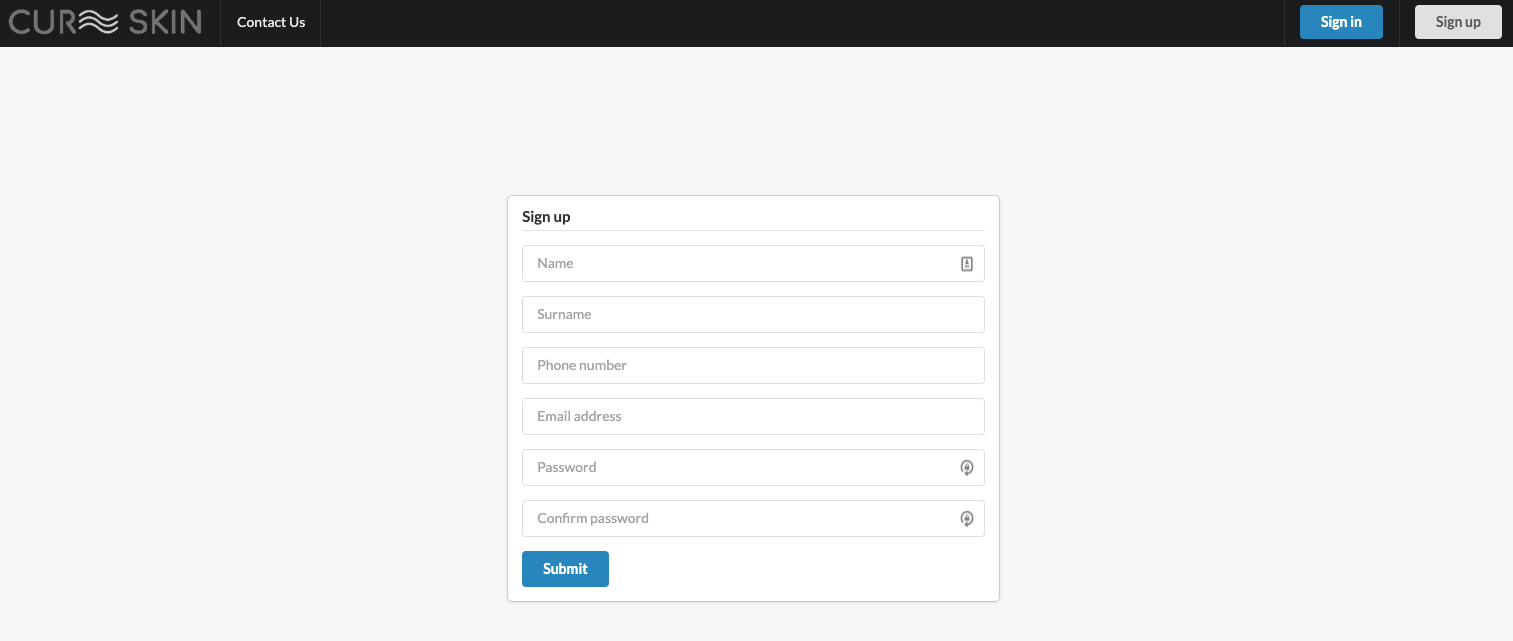 CUR SKIN
Contact Us
Sign in
Sign up
Sign up
Name
Surname
Phone number
Email address
Password
Confirm password
Submit